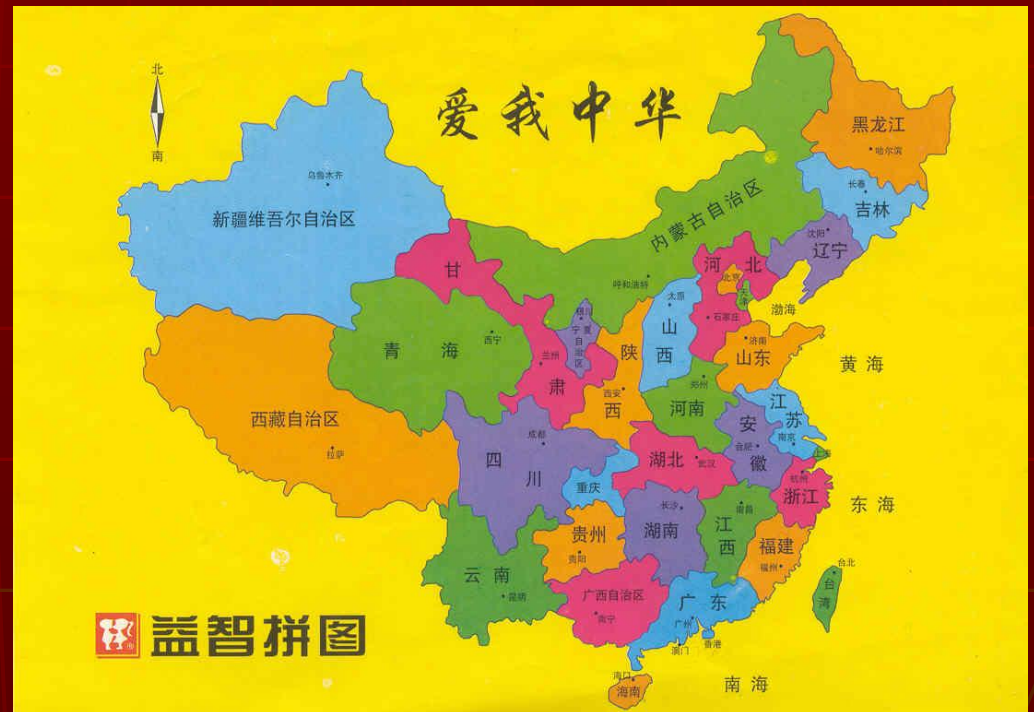 北
南
爱我中华
黑龙江
哈尔滨
长春
吉林
乌鲁木齐
沈阳
辽宁
新疆维吾尔自治区
内蒙古自治区
呼和浩特
甘
肃
河北
北京
天津
石家庄
太原
山西
渤海
银川
宁夏自治区
青海
西宁
兰州
陕西
西安
济南
山东
黄海
郑州
河南
江苏
南京
安徽
合肥
上海
西藏自治区
拉萨
成都
四川
重庆
湖北
武汉
杭州
浙江
东海
长沙
湖南
南昌
江西
贵州
贵阳
福建
福州
台北
台湾
云南
昆明
广西自治区
南宁
广东
广州
香港
澳门
海口
海南
南海
益智拼图